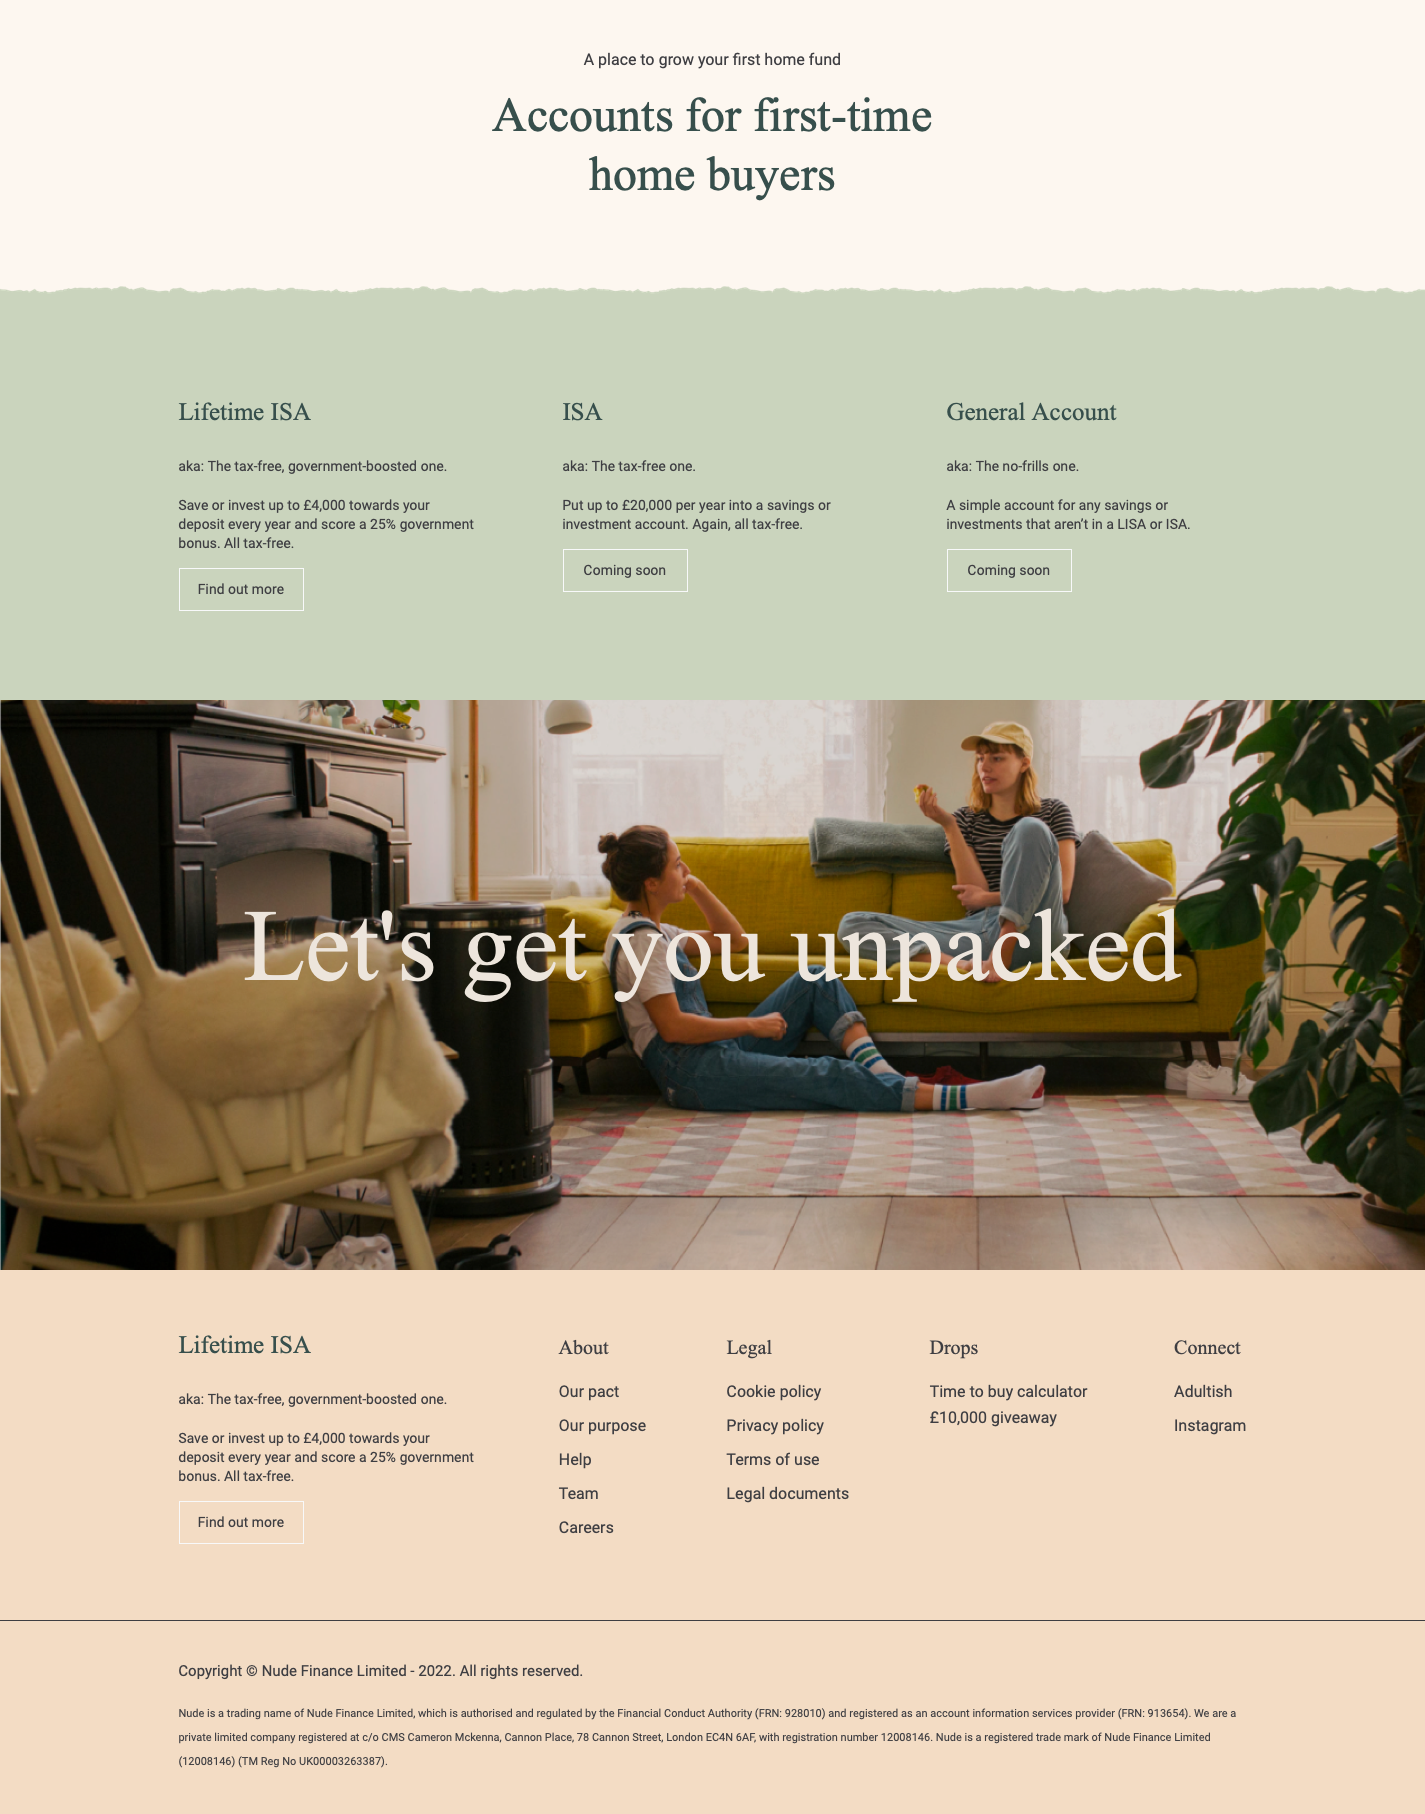 A place to grow your first home fund
Accounts for first-time
home buyers
Lifetime ISA
aka: The tax-free, government-boosted one.
Save or invest up to £4,000 towards your
deposit every year and score a 25% government
bonus. All tax-free.
Find out more
ISA
aka: The tax-free one.
Put up to £20,000 per year into a savings or
investment account. Again, all tax-free.
Coming soon
General Account
aka: The no-frills one.
A simple account for any savings or
investments that aren’t in a LISA or ISA.
Coming soon
Let's get you unpacked
Lifetime ISA
aka: The tax-free, government-boosted one.
Save or invest up to £4,000 towards your
deposit every year and score a 25% government
bonus. All tax-free.
Find out more
About
Our pact
Our purpose
Help
Team
Careers
Legal
Cookie policy
Privacy policy
Terms of use
Legal documents
Drops
Time to buy calculator
£10,000 giveaway
Connect
Adultish
Instagram
Copyright © Nude Finance Limited - 2022. All rights reserved.
Nude is a trading name of Nude Finance Limited, which is authorised and regulated by the Financial Conduct Authority (FRN: 928010) and registered as an account information services provider (FRN: 913654). We are a
private limited company registered at c/o CMS Cameron Mckenna, Cannon Place, 78 Cannon Street, London EC4N 6AF, with registration number 12008146. Nude is a registered trade mark of Nude Finance Limited
(12008146) (TM Reg No UK00003263387).